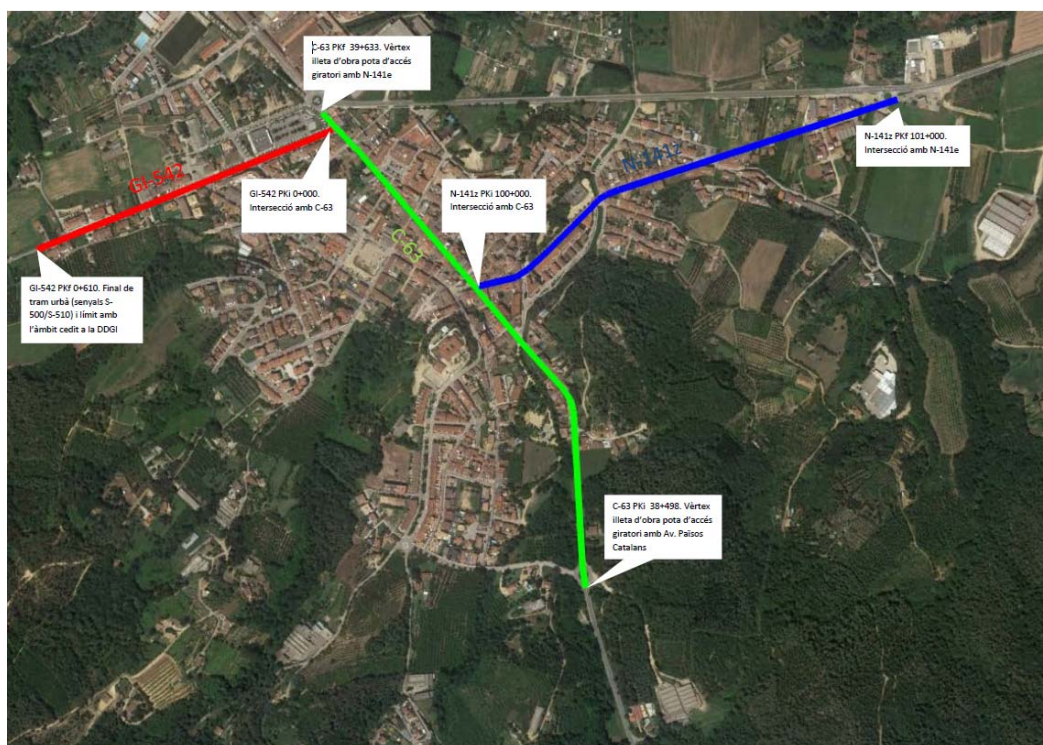 C-63 PKf 39+633. Vèrtex
illeta d'obra pota d'accés
giratori amb N-141e
N-141z PKf 101+000.
Intersecció amb N-141e
N-141z
GI-542
GI-542 PKi 0+000.
Intersecció amb C-63
N-141z PKi 100+000.
Intersecció amb C-63
C-63
GI-542 PKf 0+610. Final de
tram urbà (senyals S-
500/S-510) i límit amb
l'àmbit cedit a la DDGI
C-63 PKi 38+498. Vèrtex
illeta d'obra pota d'accés
giratori amb Av. Països
Catalans